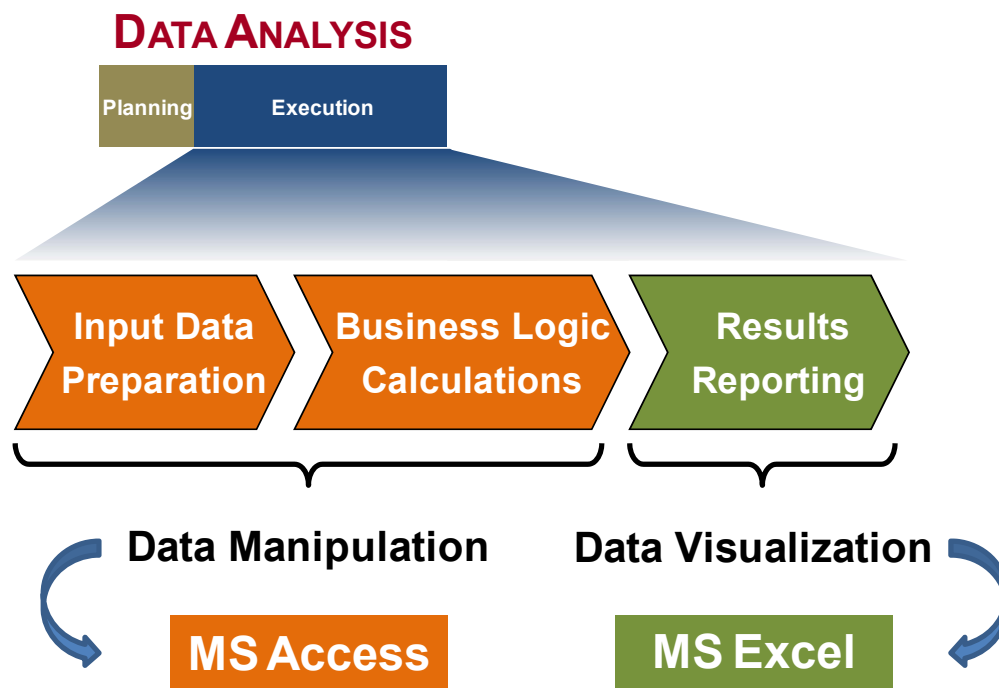 DATA ANALYSIS
Planning
Execution
Input Data
Preparation
Business Logic
Calculations
Results
Reporting
Data Manipulation
Data Visualization
MS Access
MS Excel